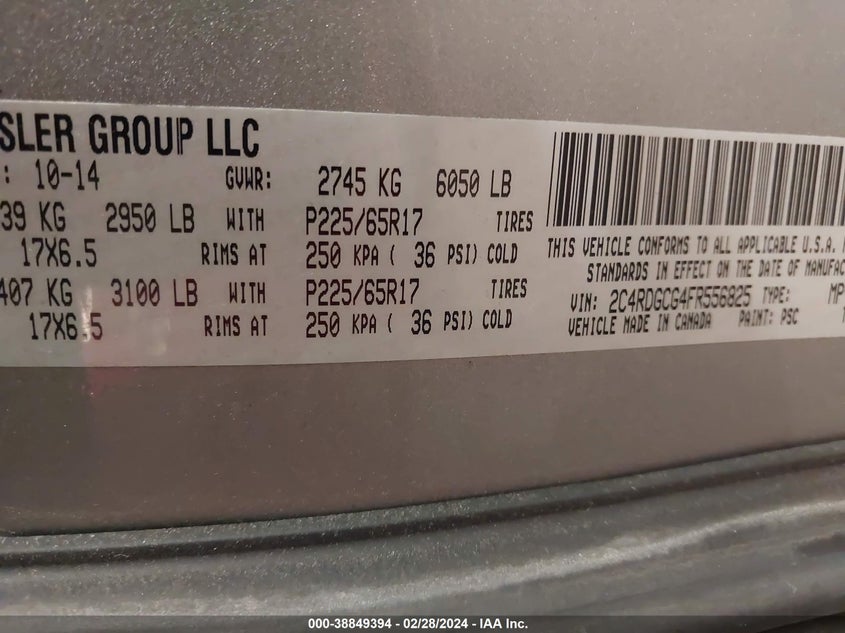 SLER GROUP LLC
: 10-14 GVWR: 2745 KG 6050 LB
39 KG 2950 LB WITH P225/65R17 TIRES
17X6.5 RIMS AT 250 KPA ( 36 PSI) COLD
407 KG 3100 LB WITH P225/65R17 TIRES
17X6.5 RIMS AT 250 KPA ( 36 PSI) COLD
THIS VEHICLE CONFORMS TO ALL APPLICABLE U.S.A.
STANDARDS IN EFFECT ON THE DATE OF MANUFAC
VIN: 2C4RDGCG4FR556825 TYPE: MP
VEHICLE MADE IN CANADA PAINT: PSC
000-38849394 - 02/28/2024 - IAA Inc.